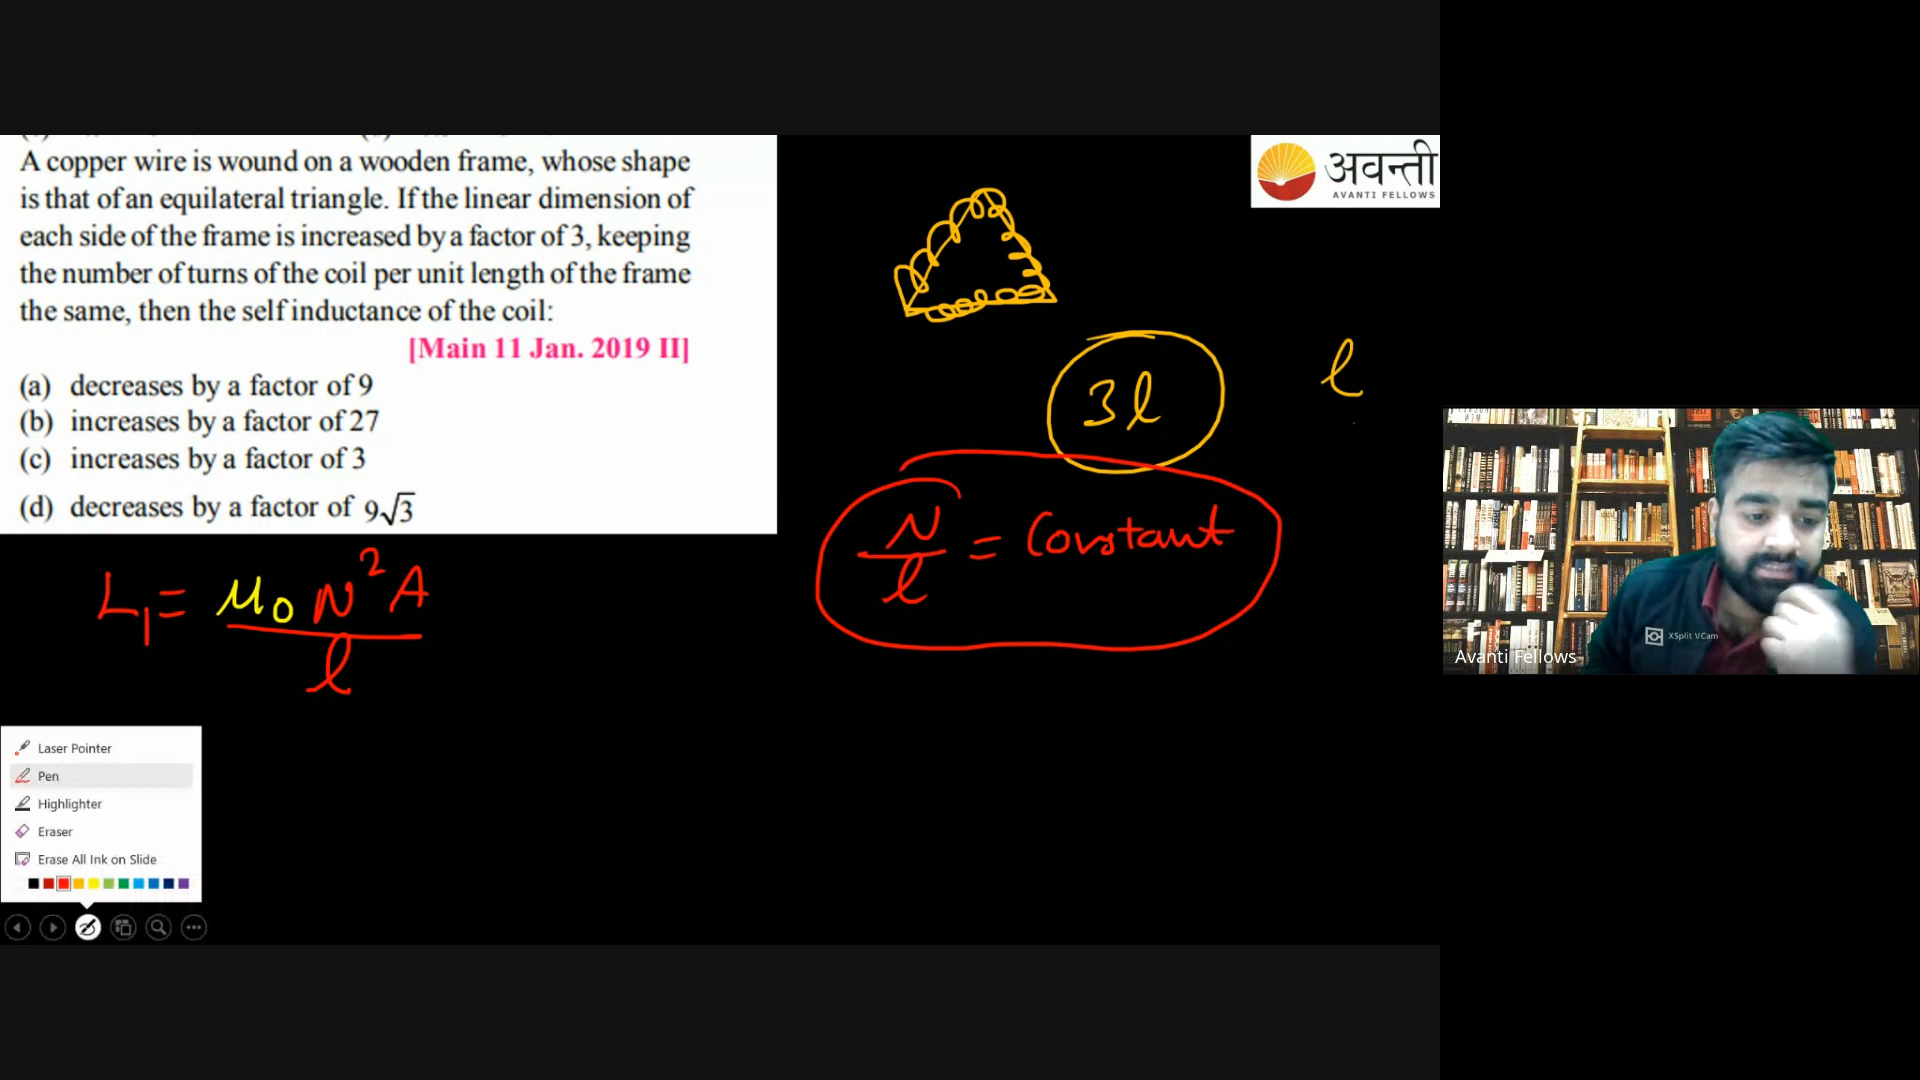 A copper wire is wound on a wooden frame, whose shape
is that of an equilateral triangle. If the linear dimension of
each side of the frame is increased by a factor of 3, keeping
the number of turns of the coil per unit length of the frame
the same, then the self inductance of the coil:
[Main 11 Jan. 2019 II]
(a) decreases by a factor of 9
(b) increases by a factor of 27
(c) increases by a factor of 3
(d) decreases by a factor of 9√3
L₁ = μ₀ N² A
l
3l
l
N
l
= Constant
अवन्ती
AVANTI FELLOWS
XSplit VCam
Avanti Fellows
Laser Pointer
Pen
Highlighter
Eraser
Erase All Ink on Slide